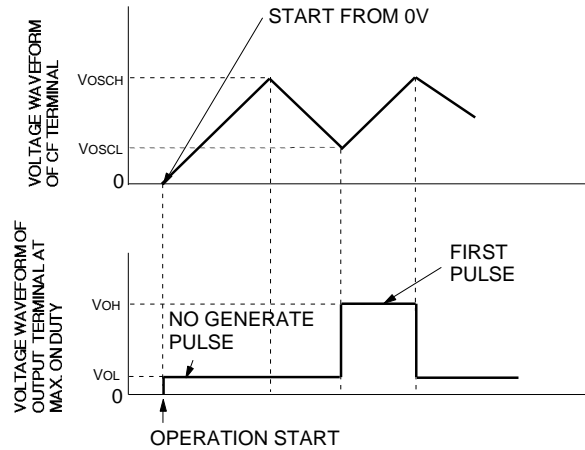 START FROM 0V
VOLTAGE WAVEFORM
OF CF TERMINAL
VOSCH
VOSCL
0
VOLTAGE WAVEFORM OF
OUTPUT TERMINAL AT
MAX. ON DUTY
FIRST
PULSE
VOH
NO GENERATE
PULSE
VOL
0
OPERATION START